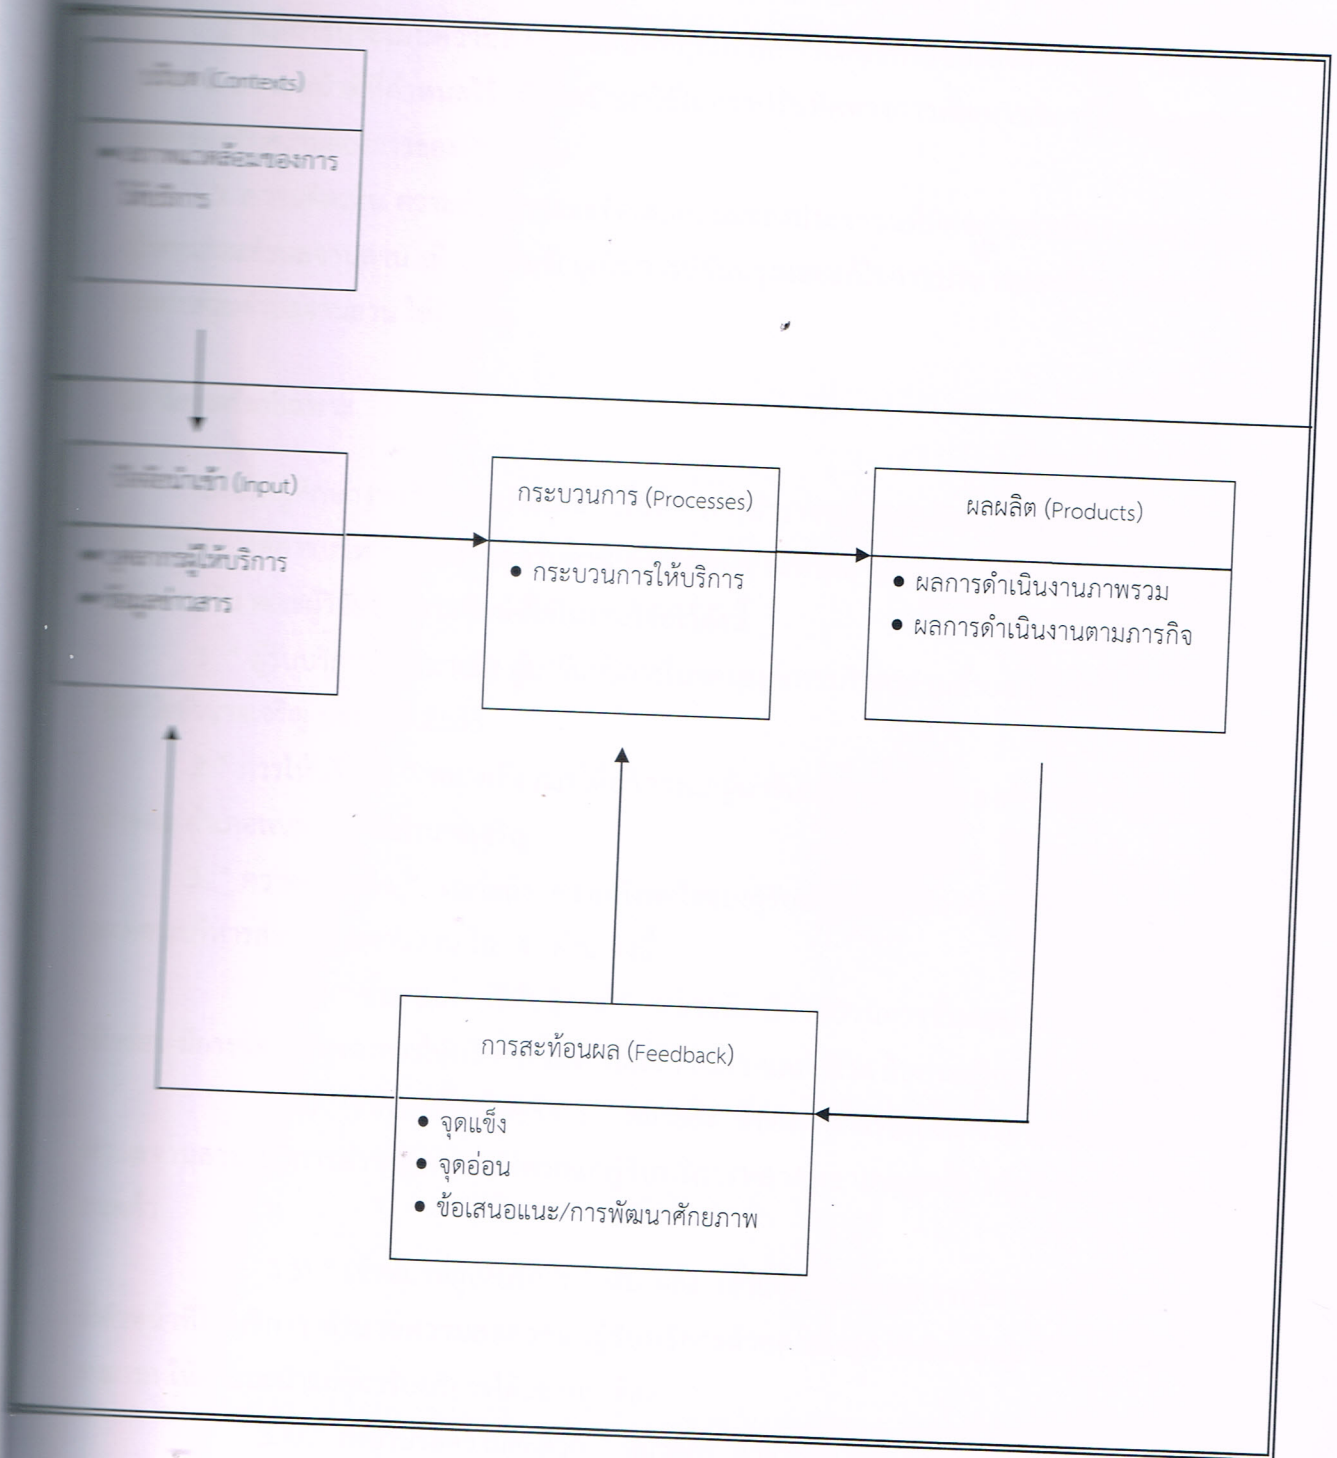 บริบท (Contexts)
สภาพแวดล้อมของการ
ให้บริการ
ปัจจัยนำเข้า (Input)
บุคลากรผู้ให้บริการ
ข้อมูลข่าวสาร
กระบวนการ (Processes)
● กระบวนการให้บริการ
ผลผลิต (Products)
● ผลการดำเนินงานภาพรวม
● ผลการดำเนินงานตามภารกิจ
การสะท้อนผล (Feedback)
● จุดแข็ง
● จุดอ่อน
● ข้อเสนอแนะ/การพัฒนาศักยภาพ